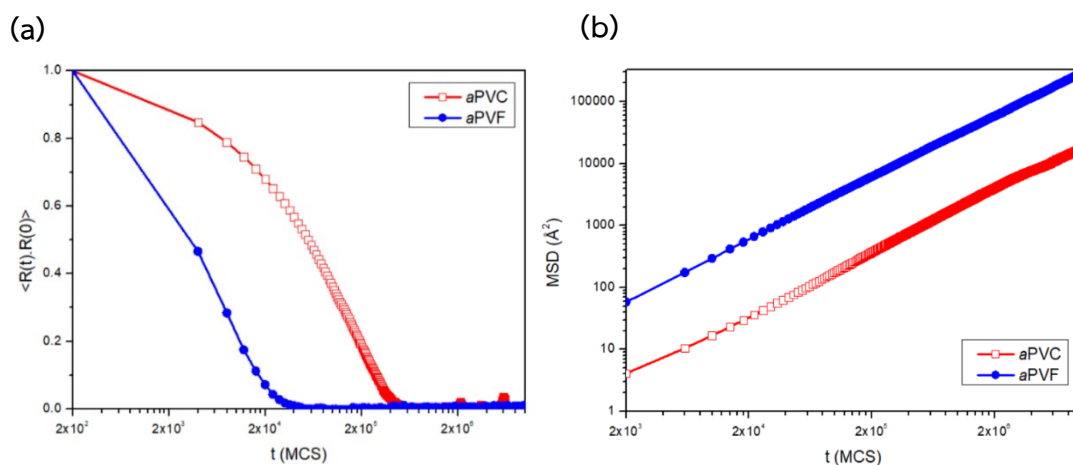 (a)
(b)
1.0
0.8
0.6
0.4
0.2
0.0
<R(t).R(0)>
aPVC
aPVF
2x10²
2x10³
2x10⁴
2x10⁵
2x10⁶
t (MCS)
100000
10000
1000
100
10
1
MSD (Å²)
aPVC
aPVF
2x10³
2x10⁴
2x10⁵
2x10⁶
t (MCS)